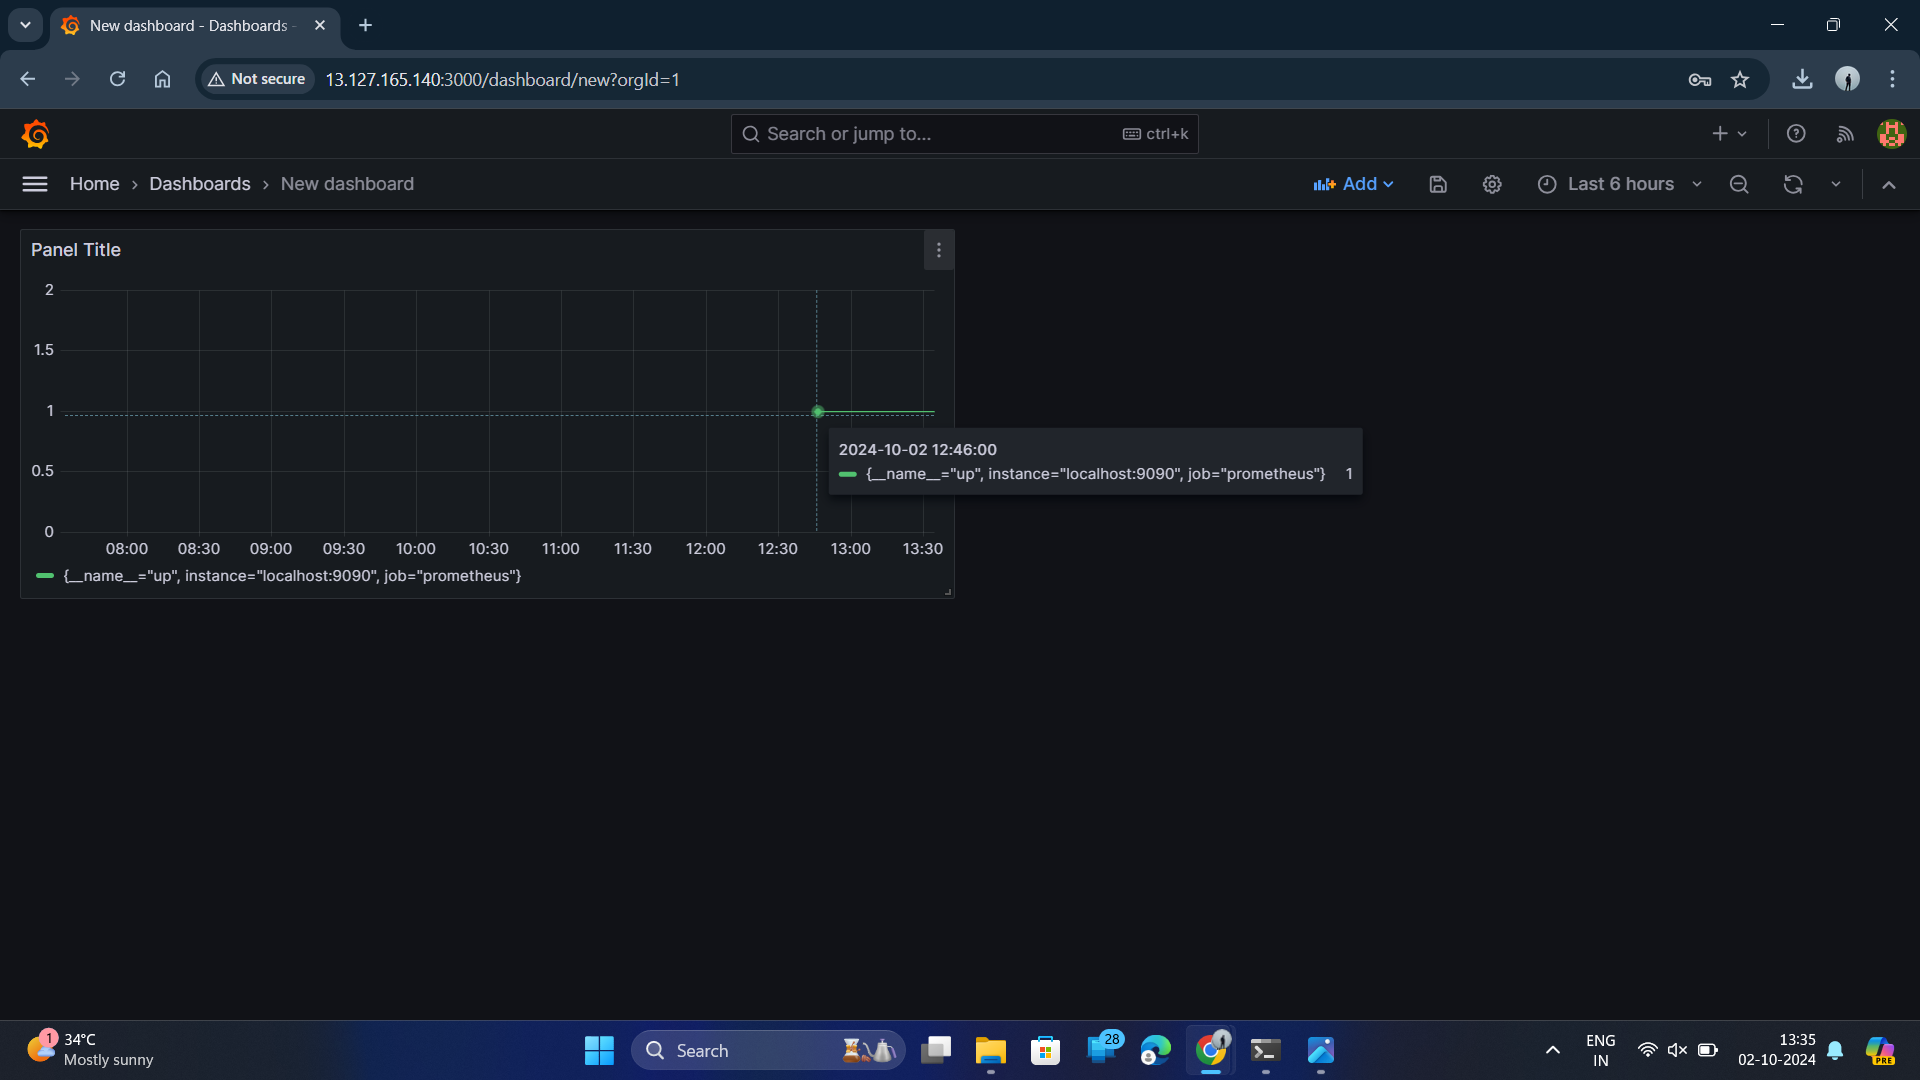 New dashboard - Dashboards -
Not secure
13.127.165.140:3000/dashboard/new?orgId=1
Search or jump to...
ctrl+k
Home › Dashboards › New dashboard
Add
Last 6 hours
Panel Title
2
1.5
1
0.5
0
2024-10-02 12:46:00
{__name__="up", instance="localhost:9090", job="prometheus"} 1
08:00 08:30 09:00 09:30 10:00 10:30 11:00 11:30 12:00 12:30 13:00 13:30
{__name__="up", instance="localhost:9090", job="prometheus"}
1
34°C
Mostly sunny
Search
28
ENG
IN
13:35
02-10-2024
PRE